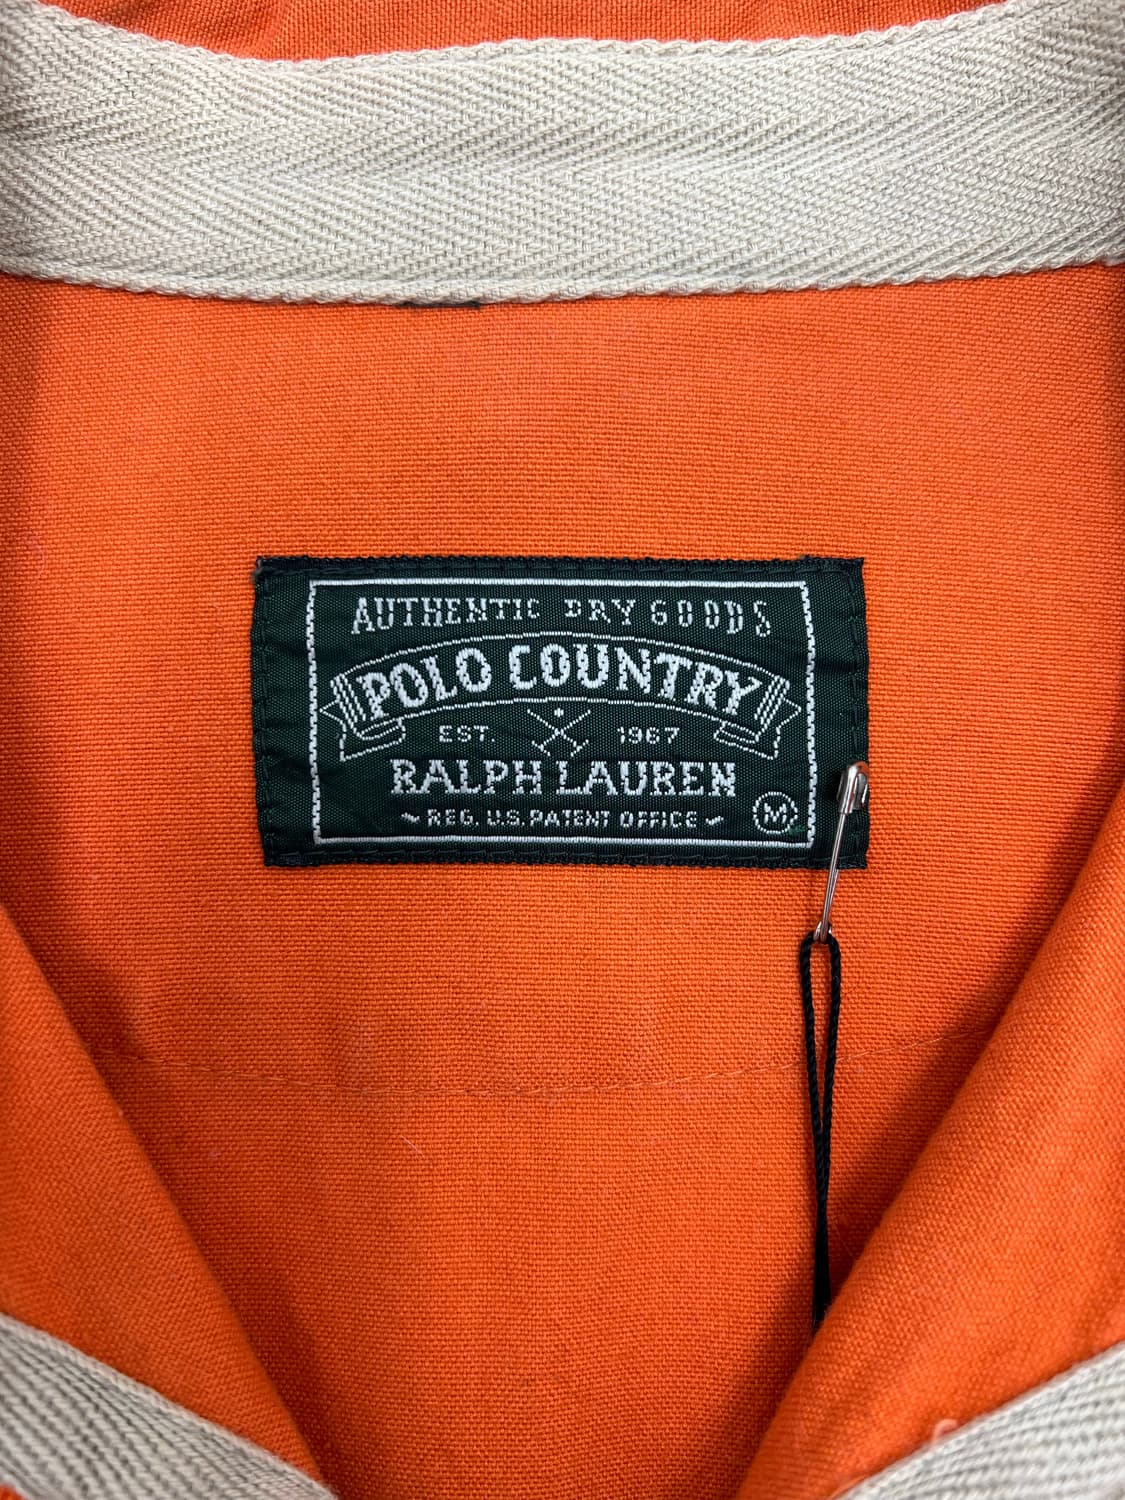 AUTHENTIC DRY GOODS
POLO COUNTRY
EST. 1967
RALPH LAUREN
REG. U.S. PATENT OFFICE
M